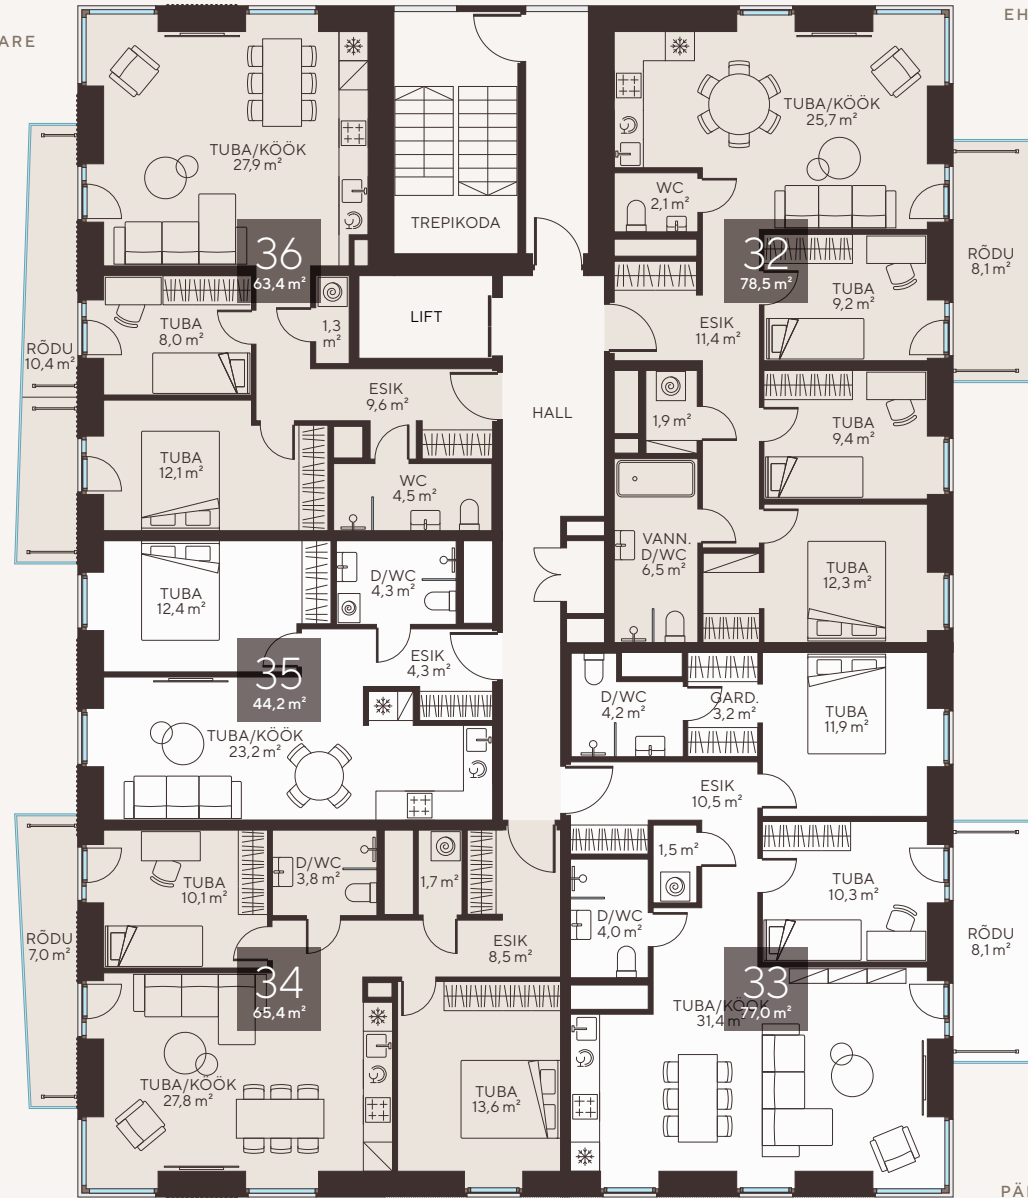 ARE
EH
TUBA/KÖÖK
27,9 m²
TREPIKODA
TUBA/KÖÖK
25,7 m²
WC
2,1 m²
36
63,4 m²
32
78,5 m²
RÕDU
8,1 m²
TUBA
9,2 m²
LIFT
1,3
m²
TUBA
8,0 m²
ESIK
11,4 m²
RÕDU
10,4 m²
ESIK
9,6 m²
HALL
1,9 m²
TUBA
9,4 m²
TUBA
12,1 m²
WC
4,5 m²
VANN.
D/WC
6,5 m²
TUBA
12,3 m²
TUBA
12,4 m²
D/WC
4,3 m²
ESIK
4,3 m²
35
44,2 m²
D/WC
4,2 m²
GARD.
3,2 m²
TUBA
11,9 m²
TUBA/KÖÖK
23,2 m²
ESIK
10,5 m²
1,5 m²
D/WC
3,8 m²
1,7 m²
TUBA
10,1 m²
TUBA
10,3 m²
RÕDU
7,0 m²
ESIK
8,5 m²
D/WC
4,0 m²
RÕDU
8,1 m²
34
65,4 m²
33
77,0 m²
TUBA/KÖÖK
31,4 m²
TUBA/KÖÖK
27,8 m²
TUBA
13,6 m²
PÄI